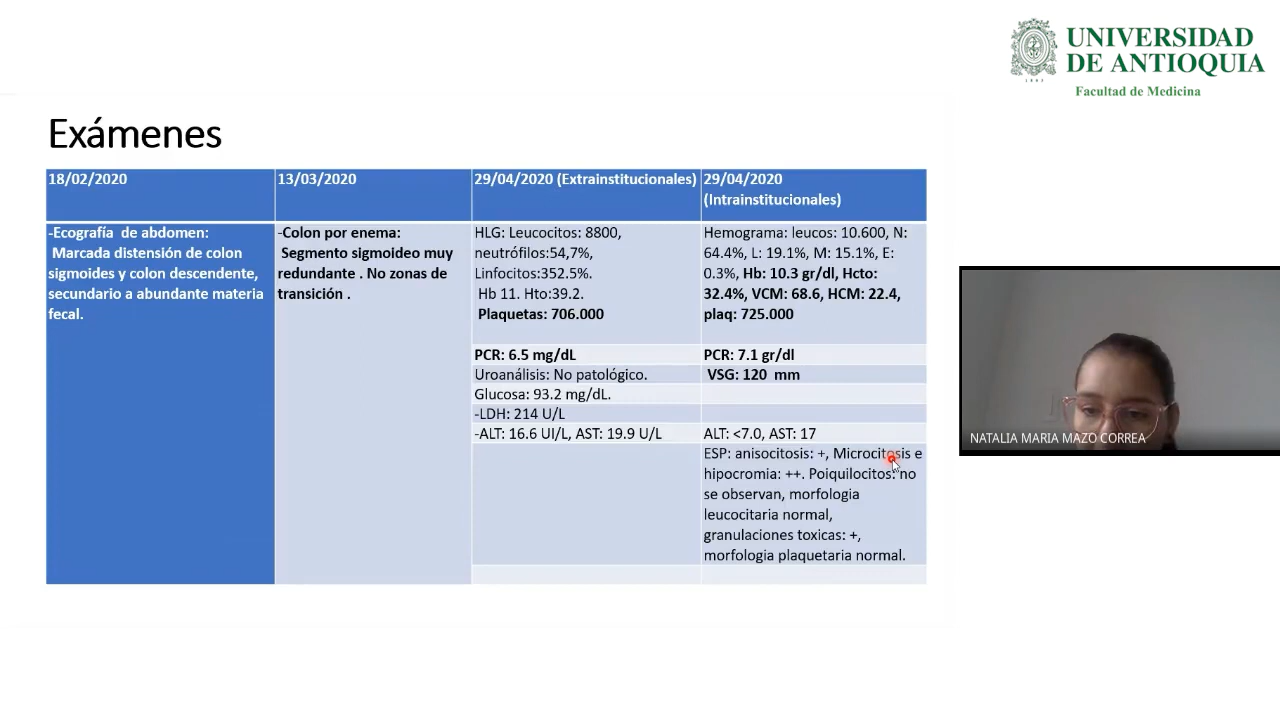 UNIVERSIDAD
DE ANTIOQUIA
1803
Facultad de Medicina
Exámenes
18/02/2020
13/03/2020
29/04/2020 (Extrainstitucionales)
29/04/2020
(Intrainstitucionales)
-Ecografía de abdomen:
Marcada distensión de colon
sigmoides y colon descendente,
secundario a abundante materia
fecal.
-Colon por enema:
Segmento sigmoideo muy
redundante . No zonas de
transición .
HLG: Leucocitos: 8800,
neutrófilos:54,7%,
Linfocitos:352.5%.
Hb 11. Hto:39.2.
Plaquetas: 706.000
Hemograma: leucos: 10.600, N:
64.4%, L: 19.1%, M: 15.1%, E:
0.3%, Hb: 10.3 gr/dl, Hcto:
32.4%, VCM: 68.6, HCM: 22.4,
plaq: 725.000
PCR: 6.5 mg/dL
PCR: 7.1 gr/dl
Uroanálisis: No patológico.
VSG: 120 mm
Glucosa: 93.2 mg/dL.
-LDH: 214 U/L
-ALT: 16.6 UI/L, AST: 19.9 U/L
ALT: <7.0, AST: 17
ESP: anisocitosis: +, Microcitosis e
hipocromia: ++. Poiquilocitos: no
se observan, morfologia
leucocitaria normal,
granulaciones toxicas: +,
morfologia plaquetaria normal.
NATALIA MARIA MAZO CORREA